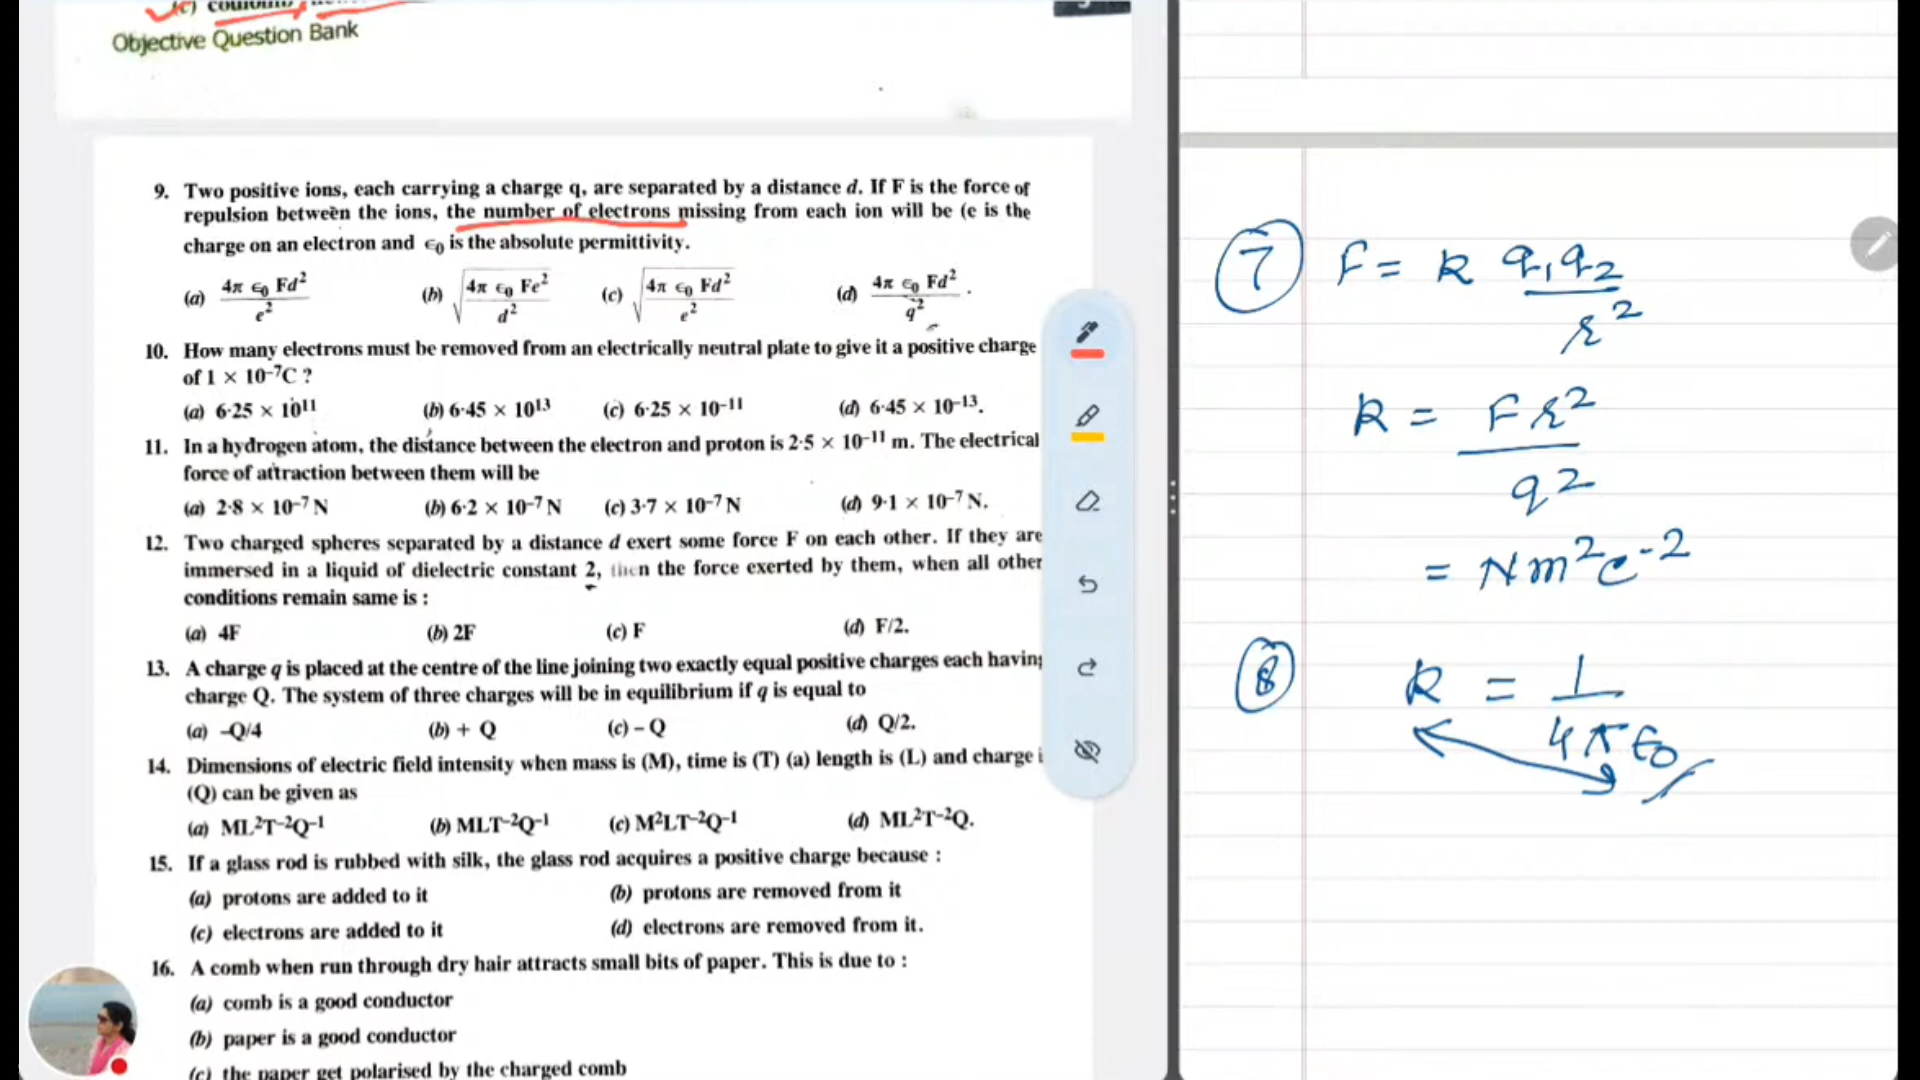 (c) coulomb,
Objective Question Bank
9. Two positive ions, each carrying a charge q, are separated by a distance d. If F is the force of
repulsion between the ions, the number of electrons missing from each ion will be (e is the
charge on an electron and ϵ₀ is the absolute permittivity.
(a) 4π ϵ₀ Fd² / e² (b) √(4π ϵ₀ Fe² / d²) (c) √(4π ϵ₀ Fd² / e²) (d) 4π ϵ₀ Fd² / q² .
10. How many electrons must be removed from an electrically neutral plate to give it a positive charge
of 1 × 10⁻⁷C ?
(a) 6·25 × 10¹¹ (b) 6·45 × 10¹³ (c) 6·25 × 10⁻¹¹ (d) 6·45 × 10⁻¹³.
11. In a hydrogen atom, the distance between the electron and proton is 2·5 × 10⁻¹¹ m. The electrical
force of attraction between them will be
(a) 2·8 × 10⁻⁷ N (b) 6·2 × 10⁻⁷ N (c) 3·7 × 10⁻⁷ N (d) 9·1 × 10⁻⁷ N.
12. Two charged spheres separated by a distance d exert some force F on each other. If they are
immersed in a liquid of dielectric constant 2, then the force exerted by them, when all other
conditions remain same is :
(a) 4F (b) 2F (c) F (d) F/2.
13. A charge q is placed at the centre of the line joining two exactly equal positive charges each having
charge Q. The system of three charges will be in equilibrium if q is equal to
(a) –Q/4 (b) + Q (c) – Q (d) Q/2.
14. Dimensions of electric field intensity when mass is (M), time is (T) (a) length is (L) and charge i
(Q) can be given as
(a) ML²T⁻²Q⁻¹ (b) MLT⁻²Q⁻¹ (c) M²LT⁻²Q⁻¹ (d) ML²T⁻²Q.
15. If a glass rod is rubbed with silk, the glass rod acquires a positive charge because :
(a) protons are added to it (b) protons are removed from it
(c) electrons are added to it (d) electrons are removed from it.
16. A comb when run through dry hair attracts small bits of paper. This is due to :
(a) comb is a good conductor
(b) paper is a good conductor
(c) the paper get polarised by the charged comb
7 F = k q₁q₂ / r²
k = Fr² / q²
= Nm²c⁻²
8 k = 1 / 4πϵ₀